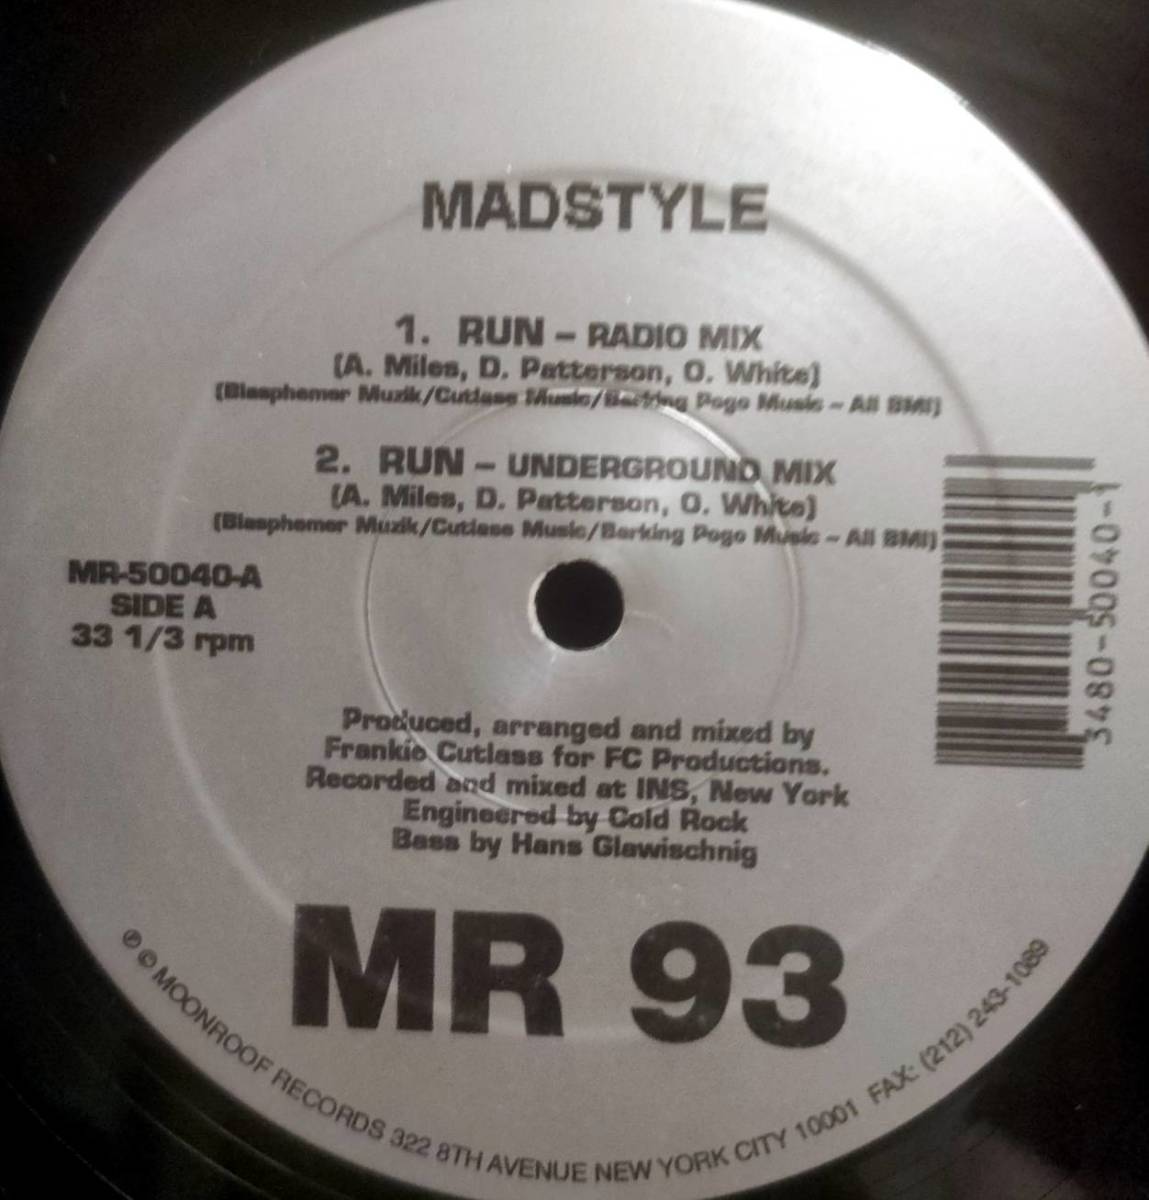 MADSTYLE
1. RUN – RADIO MIX
(A. Miles, D. Patterson, O. White)
(Blasphemer Muzik/Cutlass Music/Barking Pogo Music – All BMI)
2. RUN – UNDERGROUND MIX
(A. Miles, D. Patterson, O. White)
(Blasphemer Muzik/Cutlass Music/Barking Pogo Music – All BMI)
MR-50040-A
SIDE A
33 1/3 rpm
3480-50040-1
Produced, arranged and mixed by
Frankie Cutlass for FC Productions.
Recorded and mixed at INS, New York
Engineered by Cold Rock
Bass by Hans Glawischnig
MR 93
℗ © MOONROOF RECORDS 322 8TH AVENUE NEW YORK CITY 10001 FAX: (212) 243-1089